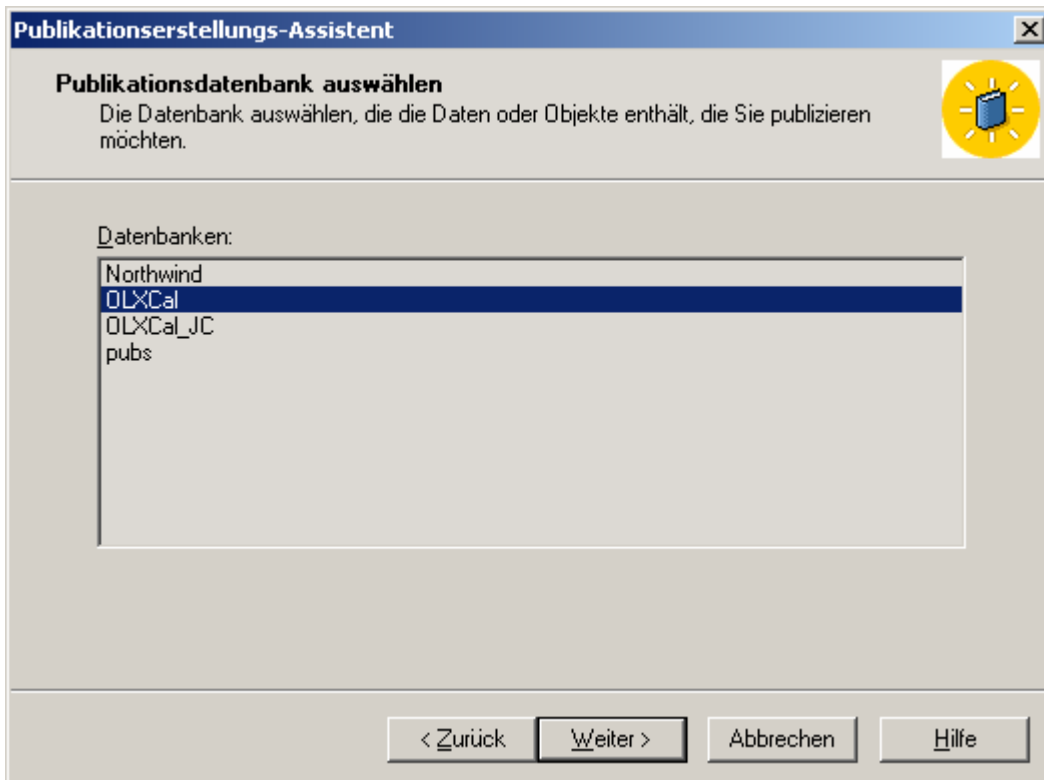 Publikationserstellungs-Assistent
Publikationsdatenbank auswählen
Die Datenbank auswählen, die die Daten oder Objekte enthält, die Sie publizieren
möchten.
Datenbanken:
Northwind
OLXCal
OLXCal_JC
pubs
< Zurück
Weiter >
Abbrechen
Hilfe